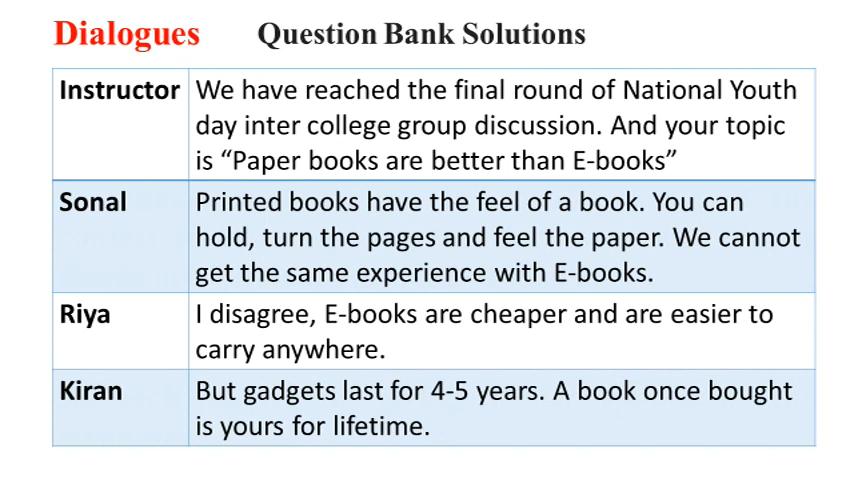 Dialogues Question Bank Solutions
Instructor We have reached the final round of National Youth
day inter college group discussion. And your topic
is “Paper books are better than E-books”
Sonal Printed books have the feel of a book. You can
hold, turn the pages and feel the paper. We cannot
get the same experience with E-books.
Riya I disagree, E-books are cheaper and are easier to
carry anywhere.
Kiran But gadgets last for 4-5 years. A book once bought
is yours for lifetime.